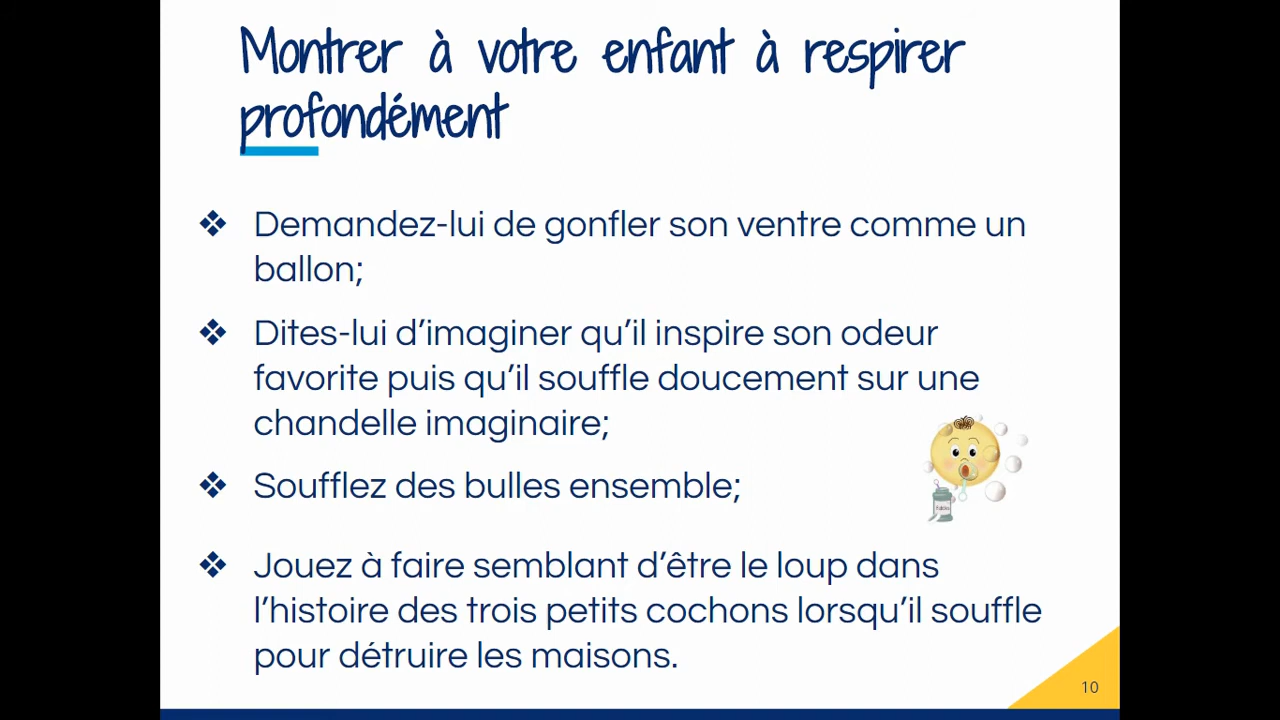 Montrer à votre enfant à respirer
profondément
❖ Demandez-lui de gonfler son ventre comme un
ballon;
❖ Dites-lui d’imaginer qu’il inspire son odeur
favorite puis qu’il souffle doucement sur une
chandelle imaginaire;
❖ Soufflez des bulles ensemble;
❖ Jouez à faire semblant d’être le loup dans
l’histoire des trois petits cochons lorsqu’il souffle
pour détruire les maisons.
10